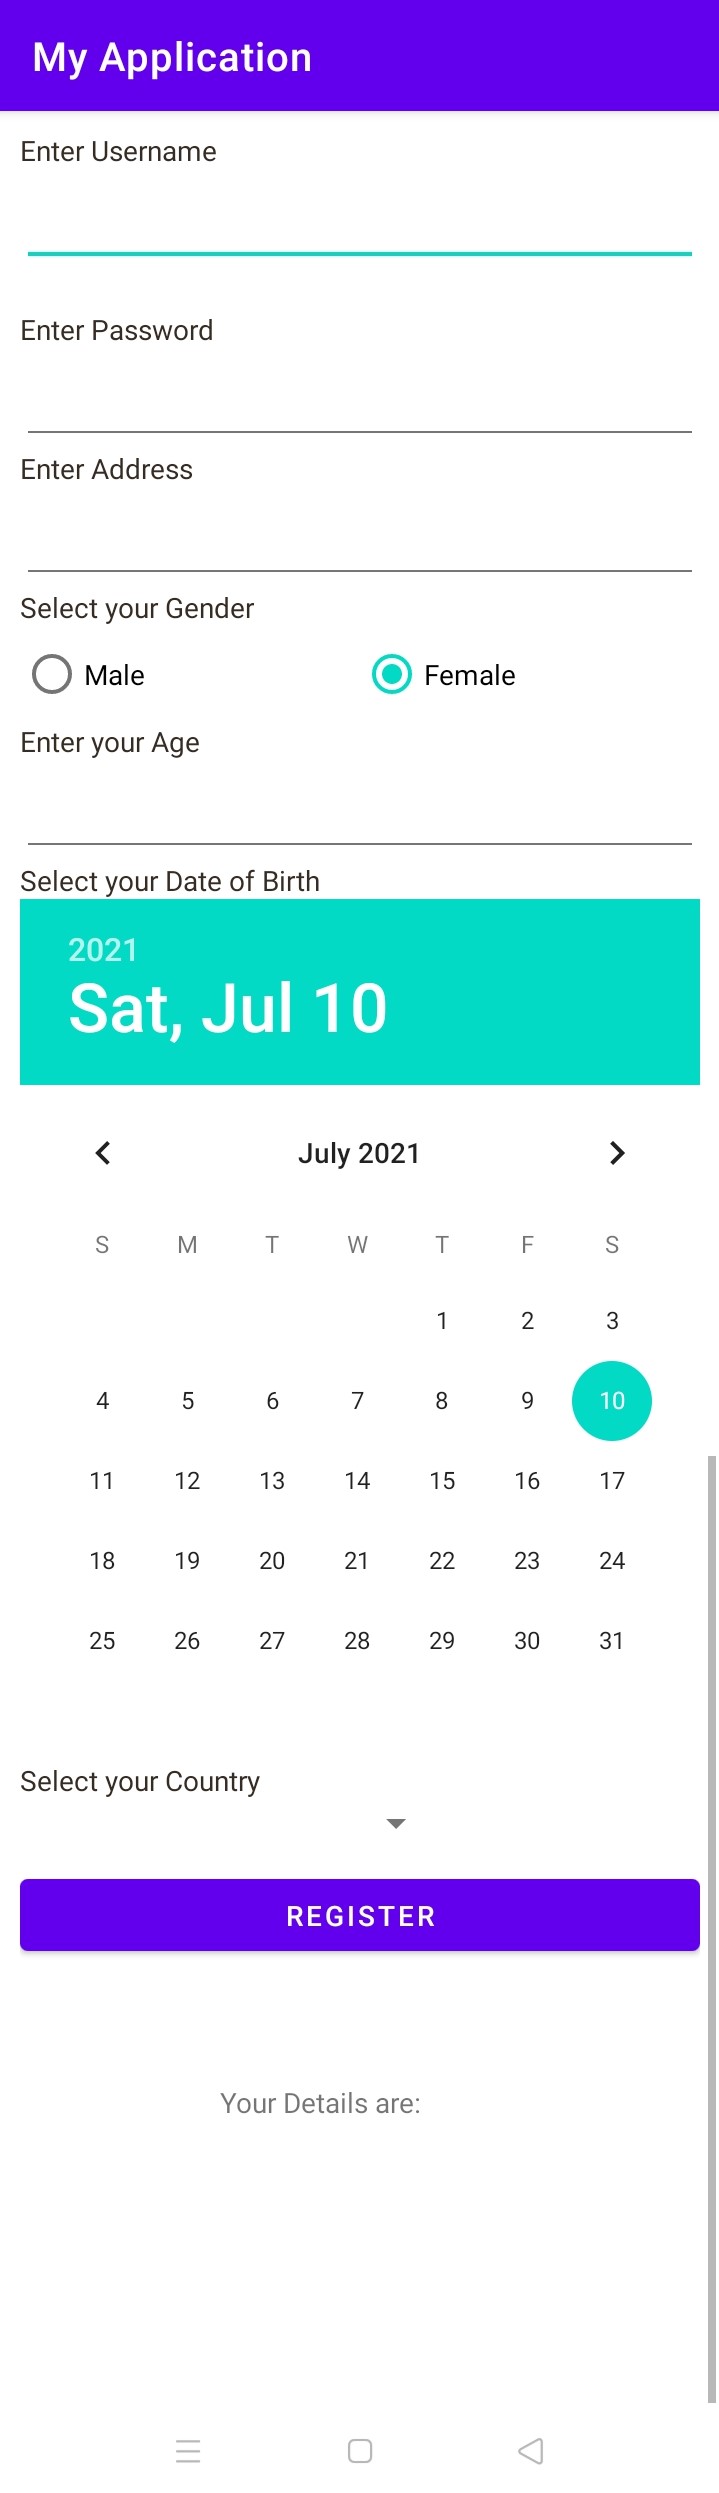 My Application
Enter Username
Enter Password
Enter Address
Select your Gender
Male Female
Enter your Age
Select your Date of Birth
2021
Sat, Jul 10
July 2021
S M T W T F S
1 2 3
4 5 6 7 8 9 10
11 12 13 14 15 16 17
18 19 20 21 22 23 24
25 26 27 28 29 30 31
Select your Country
REGISTER
Your Details are: